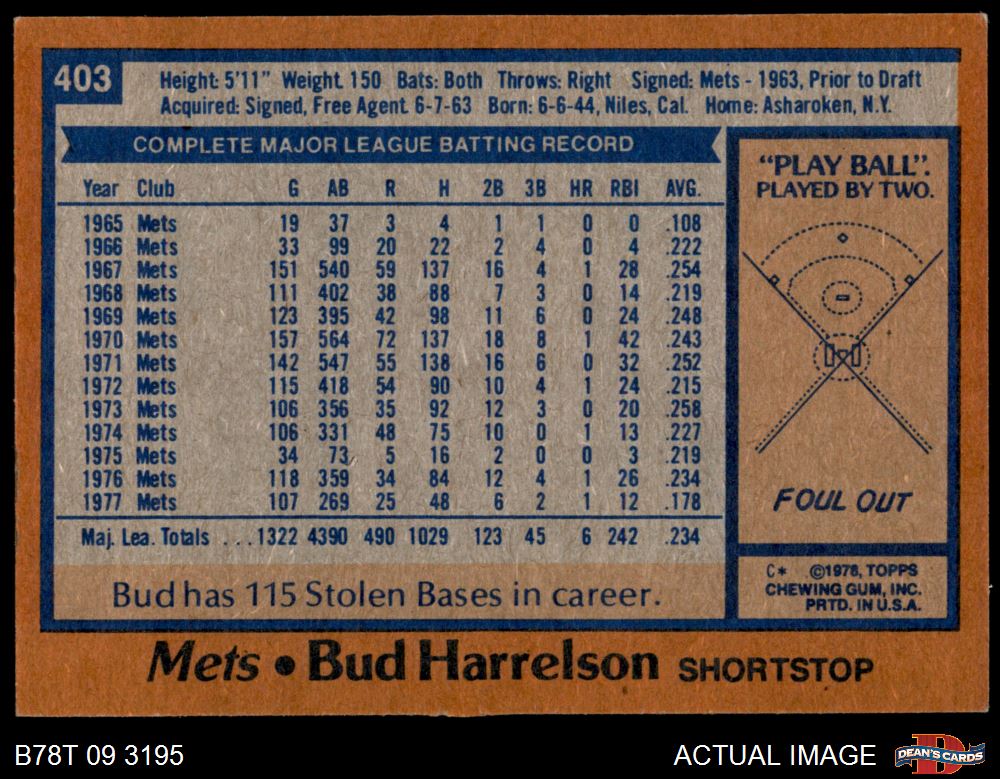 403
Height: 5'11" Weight. 150 Bats: Both Throws: Right Signed: Mets - 1963, Prior to Draft
Acquired: Signed, Free Agent 6-7-63 Born: 6-6-44, Niles, Cal. Home: Asharoken, N.Y.
COMPLETE MAJOR LEAGUE BATTING RECORD
Year Club G AB R H 2B 3B HR RBI AVG.
1965 Mets 19 37 3 4 1 1 0 0 .108
1966 Mets 33 99 20 22 2 4 0 4 .222
1967 Mets 151 540 59 137 16 4 1 28 .254
1968 Mets 111 402 38 88 7 3 0 14 .219
1969 Mets 123 395 42 98 11 6 0 24 .248
1970 Mets 157 564 72 137 18 8 1 42 .243
1971 Mets 142 547 55 138 16 6 0 32 .252
1972 Mets 115 418 54 90 10 4 1 24 .215
1973 Mets 106 356 35 92 12 3 0 20 .258
1974 Mets 106 331 48 75 10 0 1 13 .227
1975 Mets 34 73 5 16 2 0 0 3 .219
1976 Mets 118 359 34 84 12 4 1 26 .234
1977 Mets 107 269 25 48 6 2 1 12 .178
Maj. Lea. Totals ...1322 4390 490 1029 123 45 6 242 .234
Bud has 115 Stolen Bases in career.
"PLAY BALL".
PLAYED BY TWO.
FOUL OUT
C* ©1978, TOPPS
CHEWING GUM, INC.
PRTD. IN U.S.A.
Mets • Bud Harrelson SHORTSTOP
B78T 09 3195
ACTUAL IMAGE
D
DEAN'S CARDS